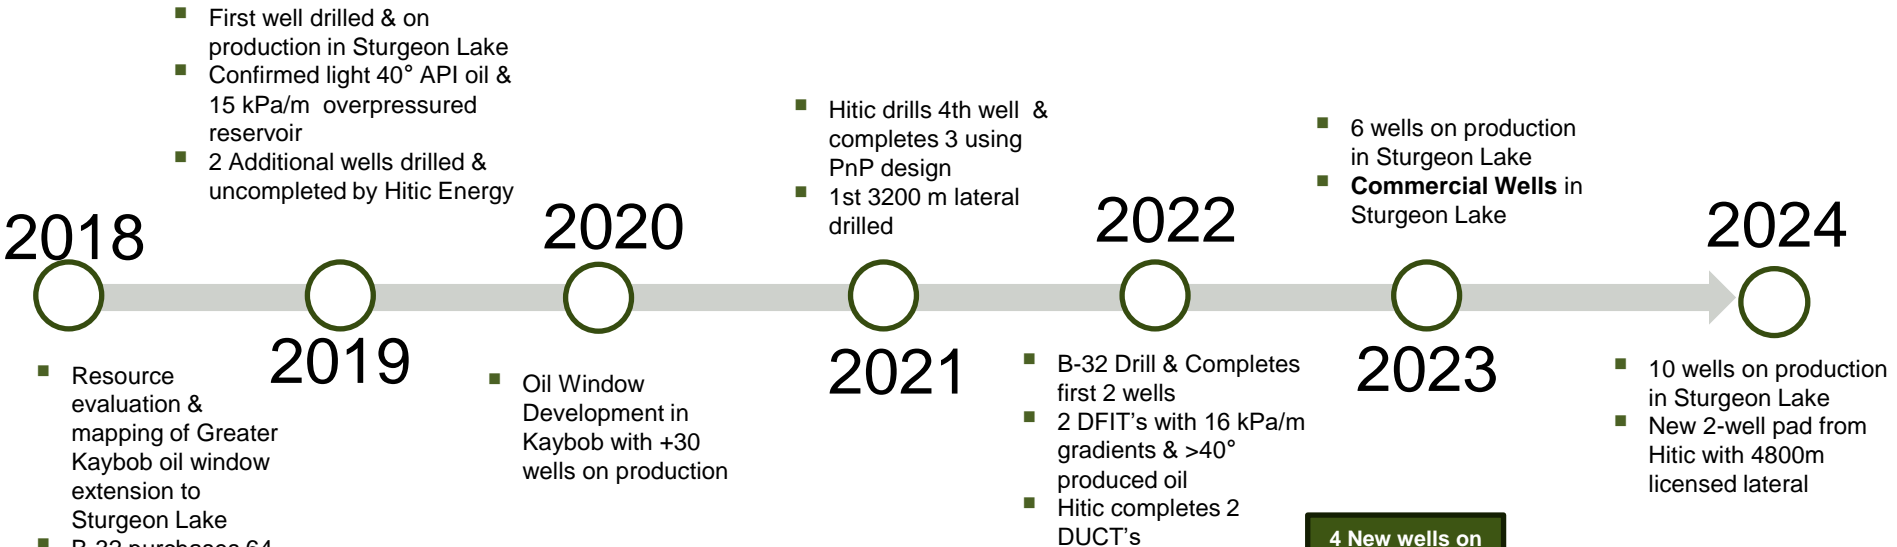 First well drilled & on
production in Sturgeon Lake
Confirmed light 40° API oil &
15 kPa/m overpressured
reservoir
2 Additional wells drilled &
uncompleted by Hitic Energy
Hitic drills 4th well &
completes 3 using
PnP design
1st 3200 m lateral
drilled
6 wells on production
in Sturgeon Lake
Commercial Wells in
Sturgeon Lake
2018
2020
2022
2024
2019
2021
2023
Resource
evaluation &
mapping of Greater
Kaybob oil window
extension to
Sturgeon Lake
B-32 purchases 64
Oil Window
Development in
Kaybob with +30
wells on production
B-32 Drill & Completes
first 2 wells
2 DFIT's with 16 kPa/m
gradients & >40°
produced oil
Hitic completes 2
DUCT's
4 New wells on
10 wells on production
in Sturgeon Lake
New 2-well pad from
Hitic with 4800m
licensed lateral